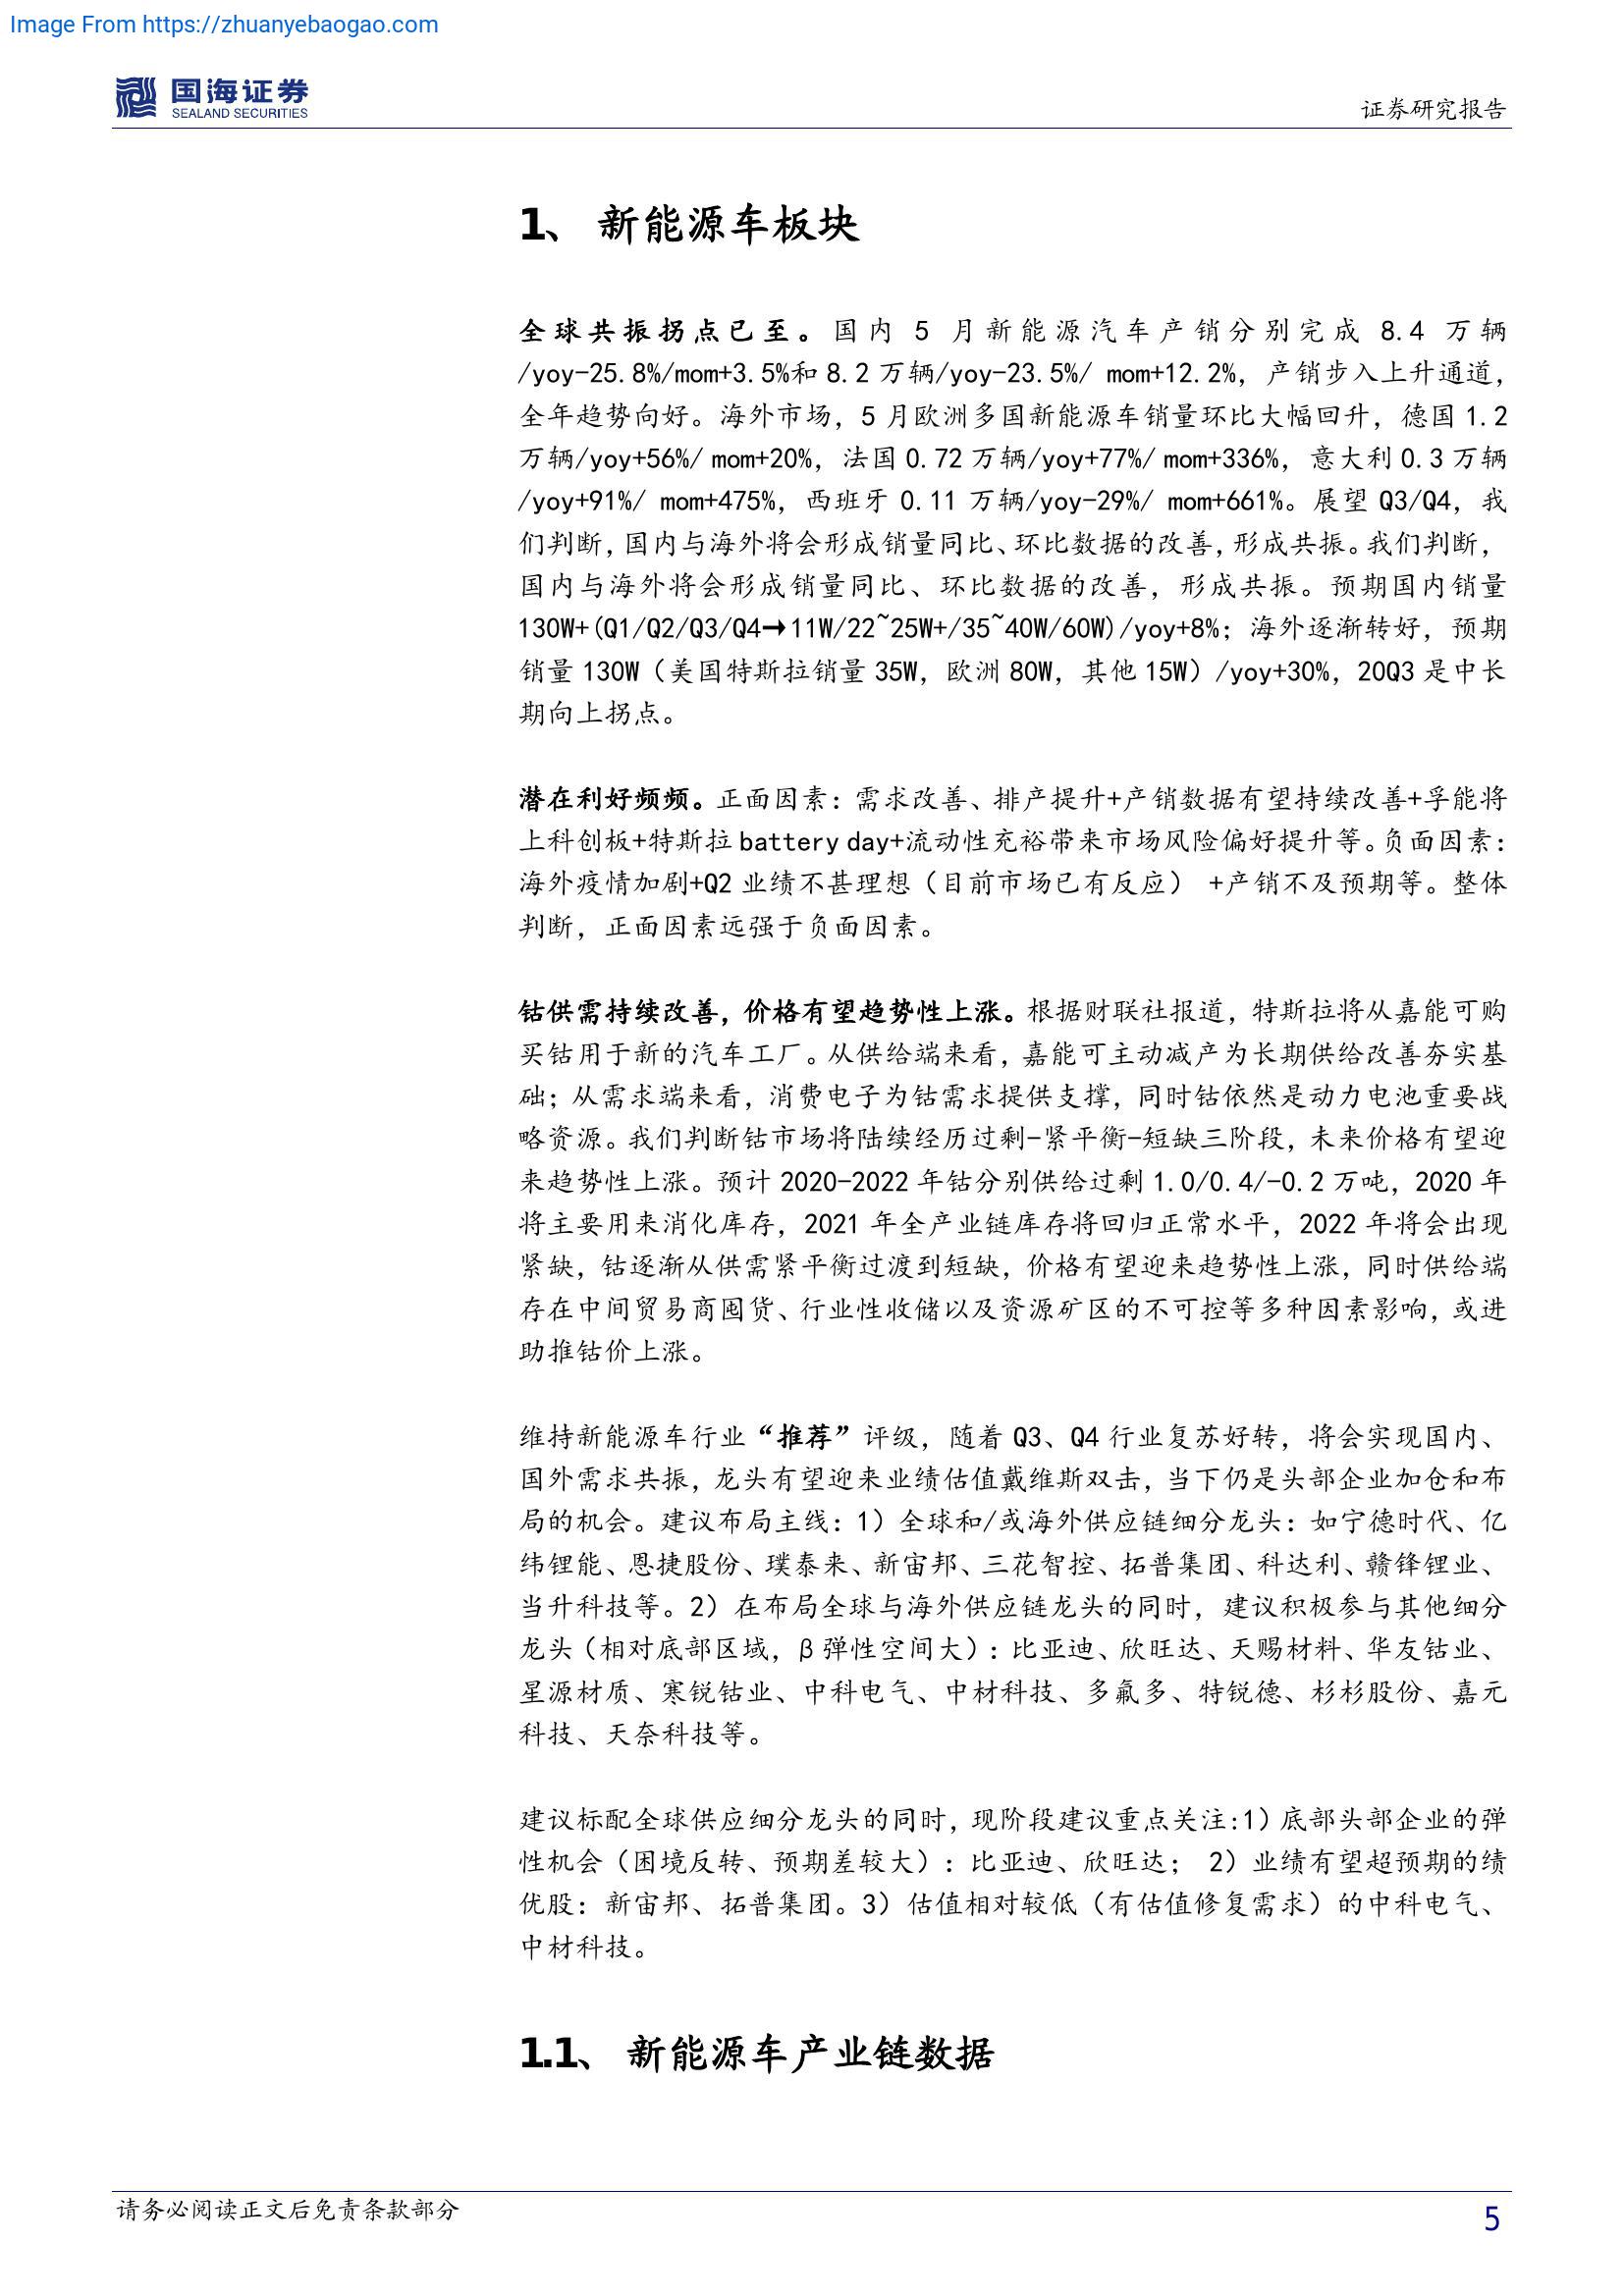 Image From https://zhuanyebaogao.com
国海证券
SEALAND SECURITIES
证券研究报告
1、 新能源车板块
全球共振拐点已至。国内 5 月新能源汽车产销分别完成 8.4 万辆
/yoy-25.8%/mom+3.5%和 8.2 万辆/yoy-23.5%/ mom+12.2%，产销步入上升通道，
全年趋势向好。海外市场，5 月欧洲多国新能源车销量环比大幅回升，德国 1.2
万辆/yoy+56%/ mom+20%，法国 0.72 万辆/yoy+77%/ mom+336%，意大利 0.3 万辆
/yoy+91%/ mom+475%，西班牙 0.11 万辆/yoy-29%/ mom+661%。展望 Q3/Q4，我
们判断，国内与海外将会形成销量同比、环比数据的改善，形成共振。我们判断，
国内与海外将会形成销量同比、环比数据的改善，形成共振。预期国内销量
130W+(Q1/Q2/Q3/Q4→11W/22~25W+/35~40W/60W)/yoy+8%；海外逐渐转好，预期
销量 130W（美国特斯拉销量 35W，欧洲 80W，其他 15W）/yoy+30%，20Q3 是中长
期向上拐点。
潜在利好频频。正面因素：需求改善、排产提升+产销数据有望持续改善+孚能将
上科创板+特斯拉 battery day+流动性充裕带来市场风险偏好提升等。负面因素：
海外疫情加剧+Q2 业绩不甚理想（目前市场已有反应） +产销不及预期等。整体
判断，正面因素远强于负面因素。
钴供需持续改善，价格有望趋势性上涨。根据财联社报道，特斯拉将从嘉能可购
买钴用于新的汽车工厂。从供给端来看，嘉能可主动减产为长期供给改善夯实基
础；从需求端来看，消费电子为钴需求提供支撑，同时钴依然是动力电池重要战
略资源。我们判断钴市场将陆续经历过剩-紧平衡-短缺三阶段，未来价格有望迎
来趋势性上涨。预计 2020-2022 年钴分别供给过剩 1.0/0.4/-0.2 万吨，2020 年
将主要用来消化库存，2021 年全产业链库存将回归正常水平，2022 年将会出现
紧缺，钴逐渐从供需紧平衡过渡到短缺，价格有望迎来趋势性上涨，同时供给端
存在中间贸易商囤货、行业性收储以及资源矿区的不可控等多种因素影响，或进
助推钴价上涨。
维持新能源车行业“推荐”评级，随着 Q3、Q4 行业复苏好转，将会实现国内、
国外需求共振，龙头有望迎来业绩估值戴维斯双击，当下仍是头部企业加仓和布
局的机会。建议布局主线：1）全球和/或海外供应链细分龙头：如宁德时代、亿
纬锂能、恩捷股份、璞泰来、新宙邦、三花智控、拓普集团、科达利、赣锋锂业、
当升科技等。2）在布局全球与海外供应链龙头的同时，建议积极参与其他细分
龙头（相对底部区域，β 弹性空间大）：比亚迪、欣旺达、天赐材料、华友钴业、
星源材质、寒锐钴业、中科电气、中材科技、多氟多、特锐德、杉杉股份、嘉元
科技、天奈科技等。
建议标配全球供应细分龙头的同时，现阶段建议重点关注：1）底部头部企业的弹
性机会（困境反转、预期差较大）：比亚迪、欣旺达； 2）业绩有望超预期的绩
优股：新宙邦、拓普集团。3）估值相对较低（有估值修复需求）的中科电气、
中材科技。
1.1、 新能源车产业链数据
请务必阅读正文后免责条款部分
5